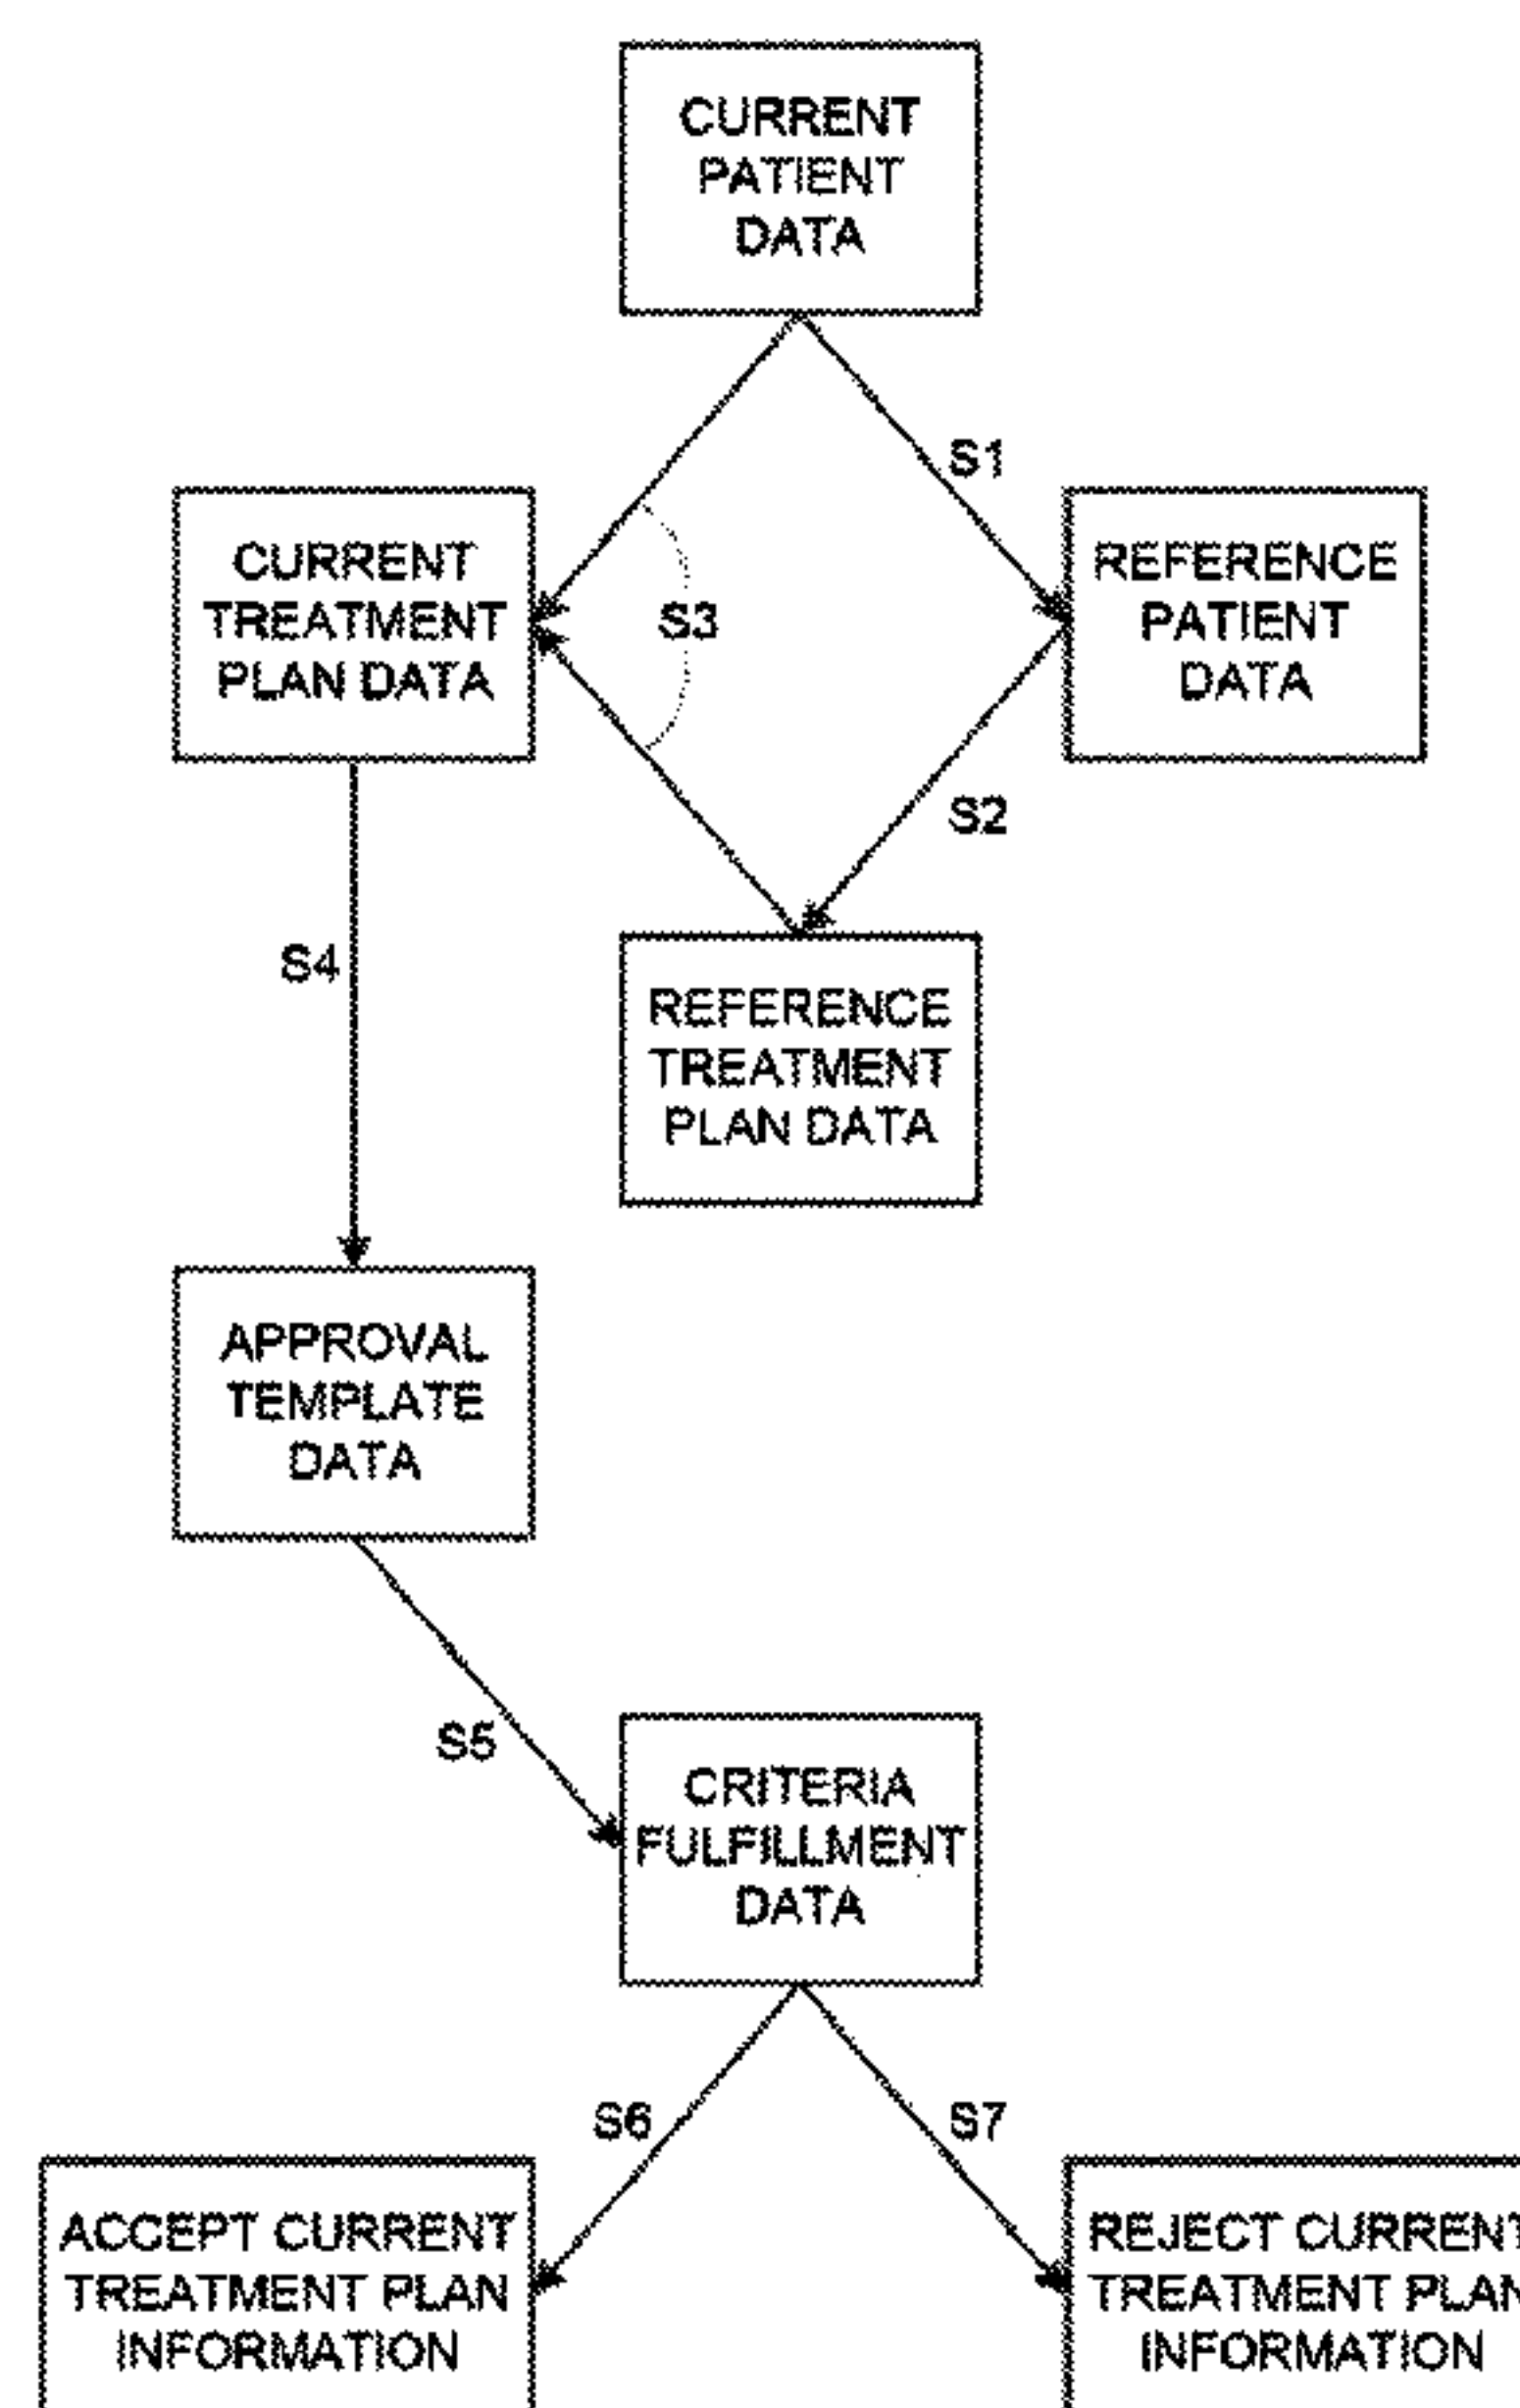 CURRENT
PATIENT
DATA
S1
CURRENT
TREATMENT
PLAN DATA
S3
REFERENCE
PATIENT
DATA
S2
S4
REFERENCE
TREATMENT
PLAN DATA
APPROVAL
TEMPLATE
DATA
S5
CRITERIA
FULFILLMENT
DATA
S6
S7
ACCEPT CURRENT
TREATMENT PLAN
INFORMATION
REJECT CURRENT
TREATMENT PLAN
INFORMATION